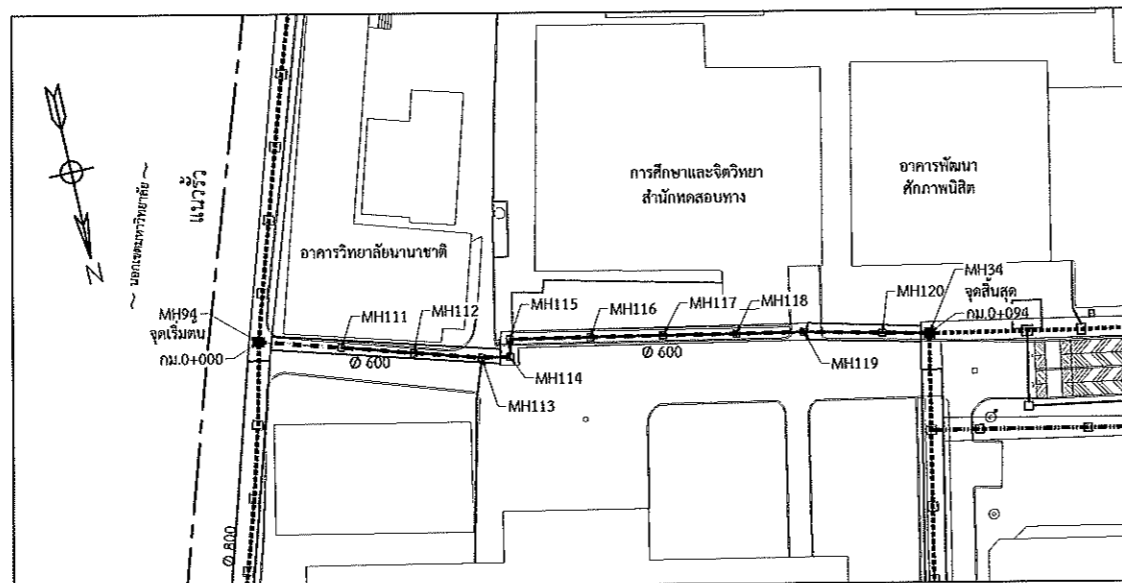 การศึกษาและจิตวิทยา
สำนักทดสอบทาง
อาคารพัฒนา
ศักภาพนิสิต
แนวรั้ว
~ นอกเขตมหาวิทยาลัย ~
N
อาคารวิทยาลัยนานาชาติ
MH94
จุดเริ่มต้น
กม.0+000
MH111
MH112
MH113
MH114
MH115
MH116
MH117
MH118
MH119
MH120
MH34
จุดสิ้นสุด
กม.0+094
Ø 600
Ø 600
Ø 800